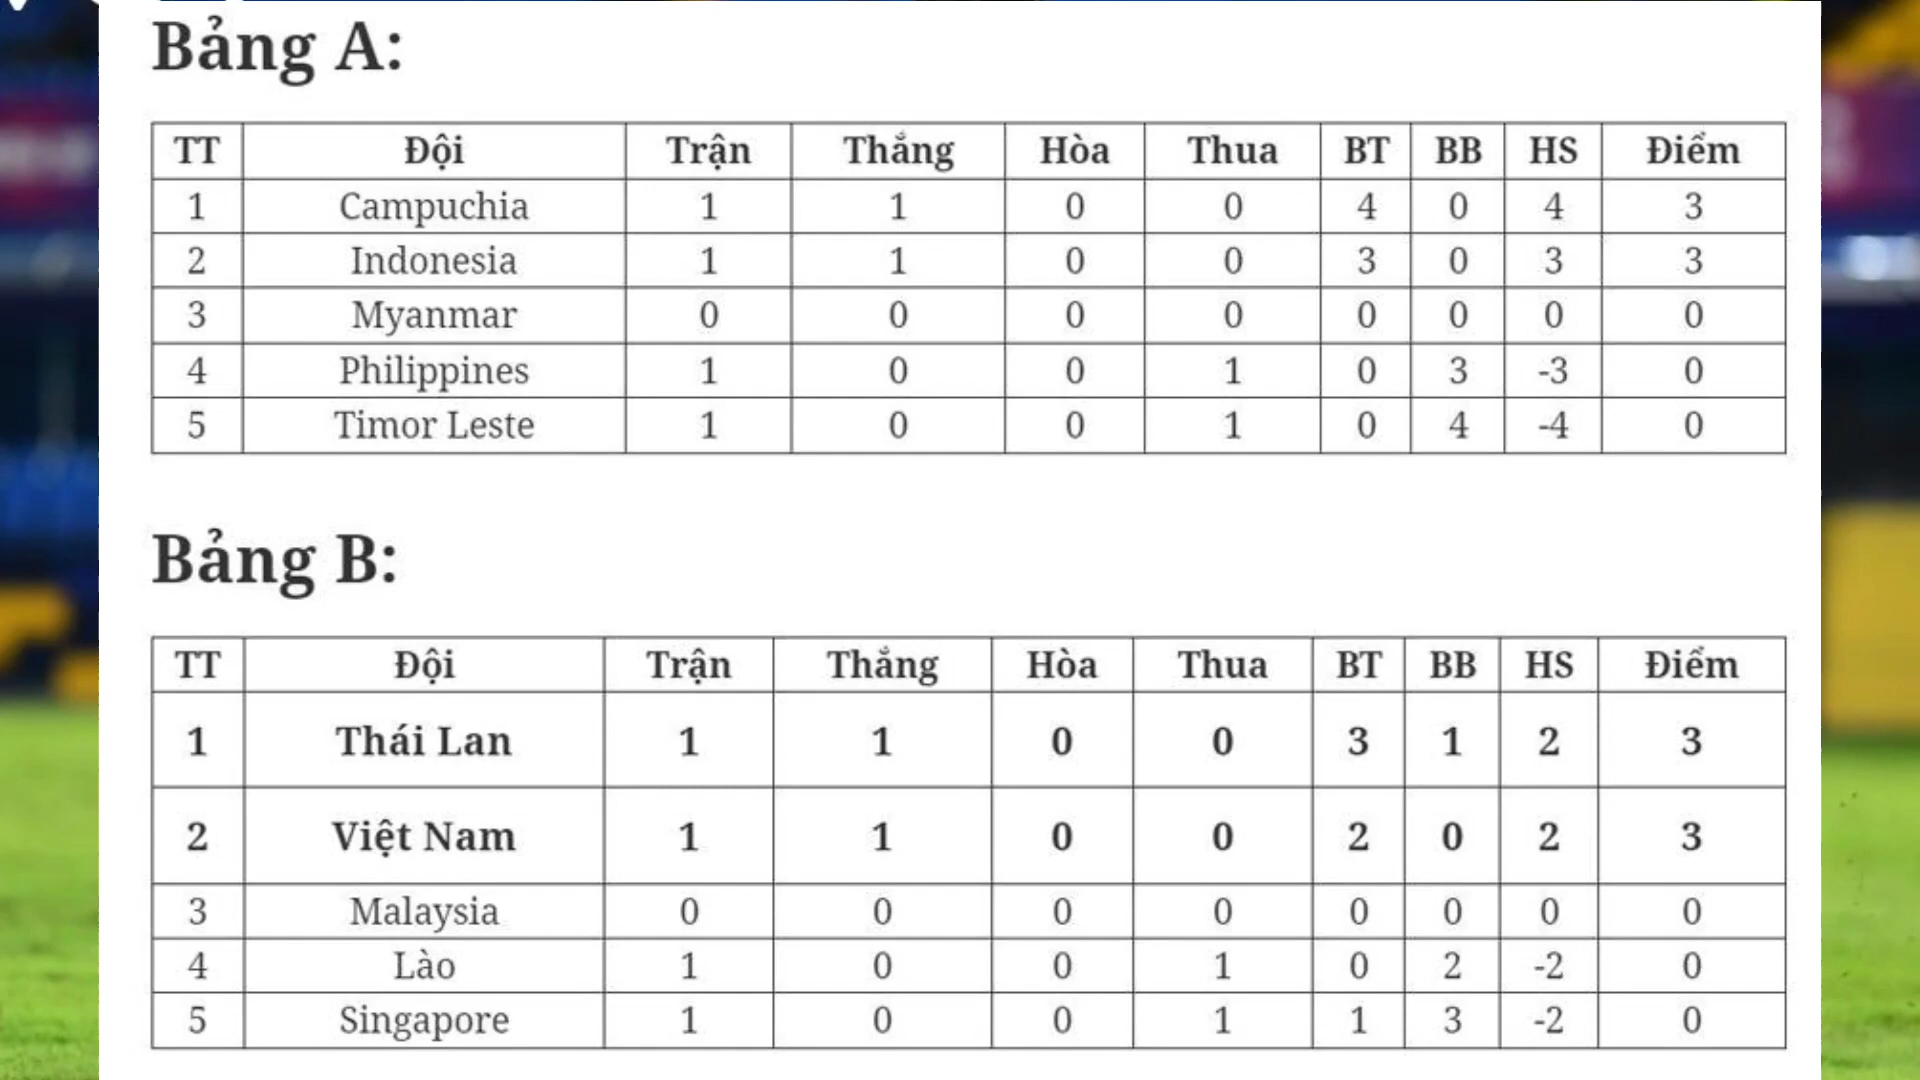 Bảng A:
TT Đội Trận Thắng Hòa Thua BT BB HS Điểm
1 Campuchia 1 1 0 0 4 0 4 3
2 Indonesia 1 1 0 0 3 0 3 3
3 Myanmar 0 0 0 0 0 0 0 0
4 Philippines 1 0 0 1 0 3 -3 0
5 Timor Leste 1 0 0 1 0 4 -4 0
Bảng B:
TT Đội Trận Thắng Hòa Thua BT BB HS Điểm
1 Thái Lan 1 1 0 0 3 1 2 3
2 Việt Nam 1 1 0 0 2 0 2 3
3 Malaysia 0 0 0 0 0 0 0 0
4 Lào 1 0 0 1 0 2 -2 0
5 Singapore 1 0 0 1 1 3 -2 0